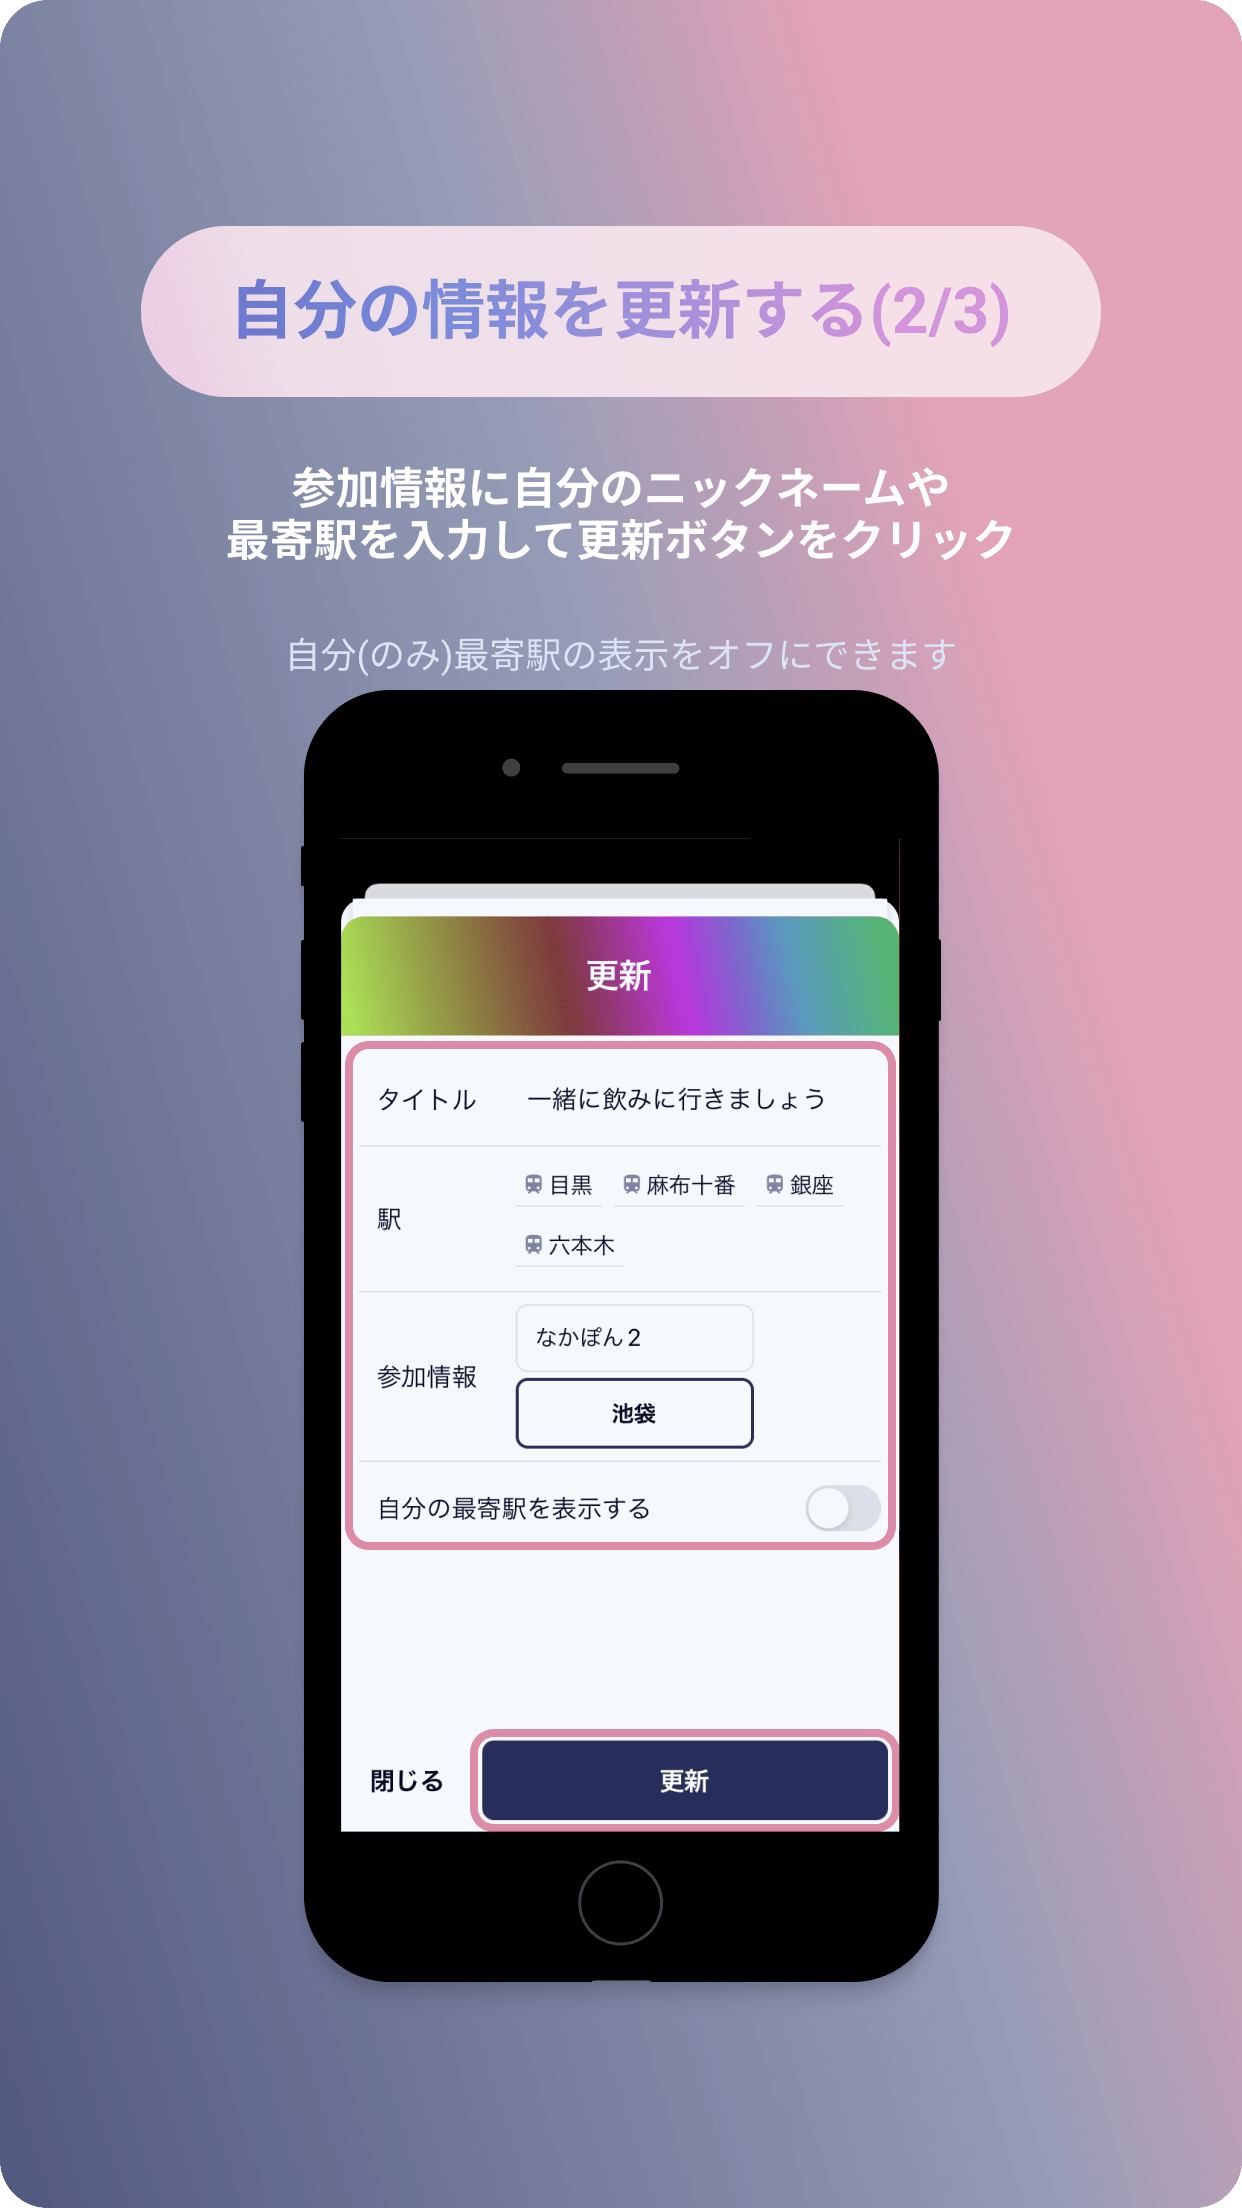 自分の情報を更新する(2/3)
参加情報に自分のニックネームや
最寄駅を入力して更新ボタンをクリック
自分(のみ)最寄駅の表示をオフにできます
更新
タイトル 一緒に飲みに行きましょう
駅
目黒 麻布十番 銀座
六本木
参加情報
なかぽん2
池袋
自分の最寄駅を表示する
閉じる 更新